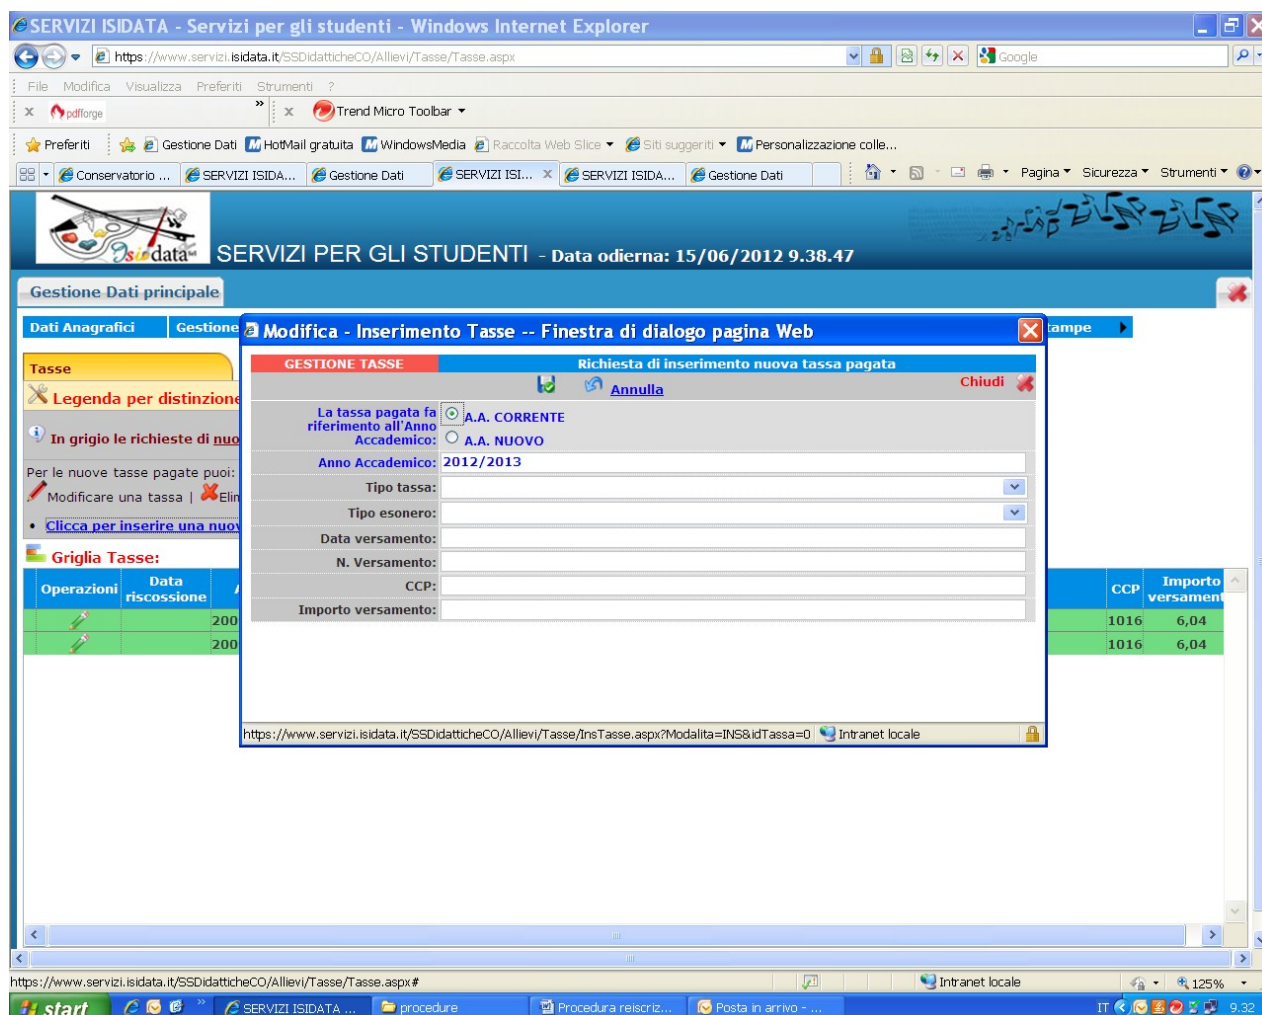 SERVIZI ISIDATA - Servizi per gli studenti - Windows Internet Explorer
https://www.servizi.isidata.it/SSDidatticheCO/Allievi/Tasse/Tasse.aspx
Google
File Modifica Visualizza Preferiti Strumenti ?
x pdfforge » x Trend Micro Toolbar
Preferiti Gestione Dati HotMail gratuita WindowsMedia Raccolta Web Slice Siti suggeriti Personalizzazione colle...
Conservatorio ... SERVIZI ISIDA... Gestione Dati SERVIZI ISI... X SERVIZI ISIDA... Gestione Dati Pagina Sicurezza Strumenti
Isidata SERVIZI PER GLI STUDENTI - Data odierna: 15/06/2012 9.38.47
Gestione Dati principale
Dati Anagrafici Gestione
Modifica - Inserimento Tasse -- Finestra di dialogo pagina Web
tampe
GESTIONE TASSE Richiesta di inserimento nuova tassa pagata
Tasse
Annulla Chiudi
Legenda per distinzione
La tassa pagata fa riferimento all'Anno Accademico:
A.A. CORRENTE
A.A. NUOVO
In grigio le richieste di nuo
Anno Accademico: 2012/2013
Per le nuove tasse pagate puoi:
Tipo tassa:
Modificare una tassa | Elim
Tipo esonero:
Clicca per inserire una nuov
Data versamento:
Griglia Tasse:
N. Versamento:
CCP:
Importo versamento:
Operazioni Data riscossione A CCP Importo versament
200 1016 6,04
200 1016 6,04
https://www.servizi.isidata.it/SSDidatticheCO/Allievi/Tasse/InsTasse.aspx?Modalita=INS&idTassa=0 Intranet locale
https://www.servizi.isidata.it/SSDidatticheCO/Allievi/Tasse/Tasse.aspx# Intranet locale 125%
start » SERVIZI ISIDATA ... procedure Procedura reiscriz... Posta in arrivo - ... IT 9.32